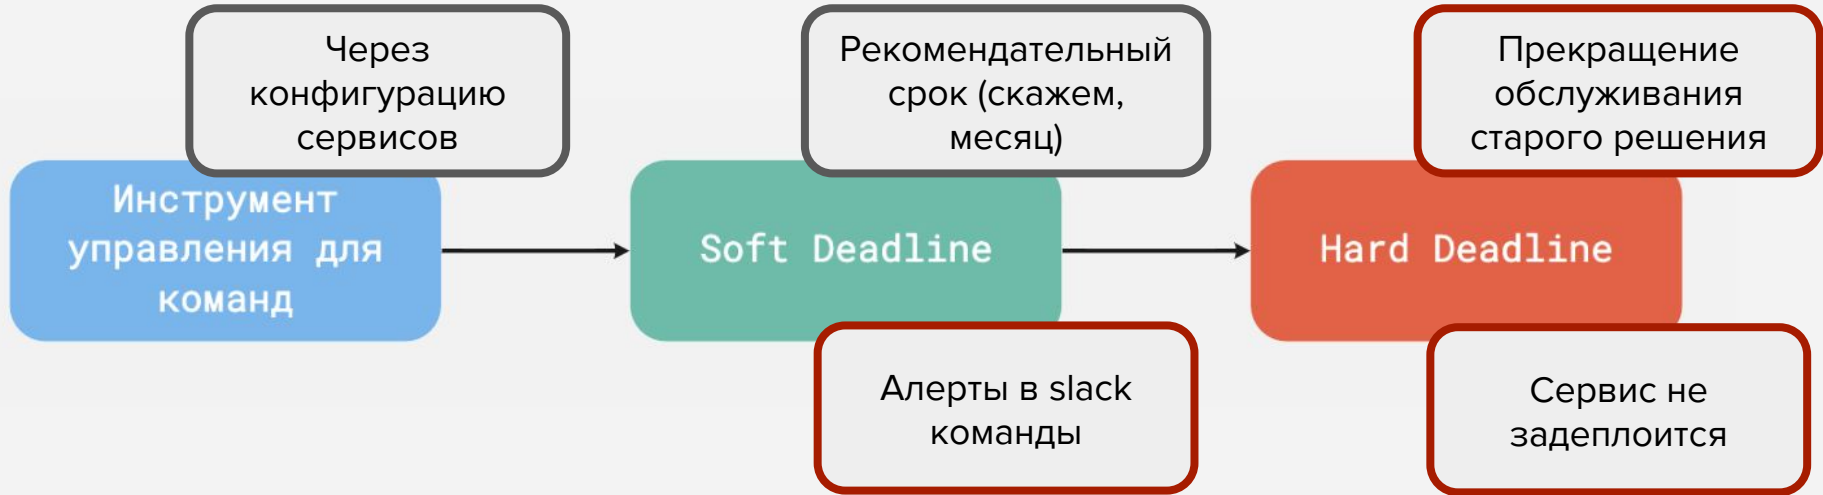 Через
конфигурацию
сервисов
Рекомендательный
срок (скажем,
месяц)
Прекращение
обслуживания
старого решения
Инструмент
управления для
команд
Soft Deadline
Hard Deadline
Алерты в slack
команды
Сервис не
задеплоится